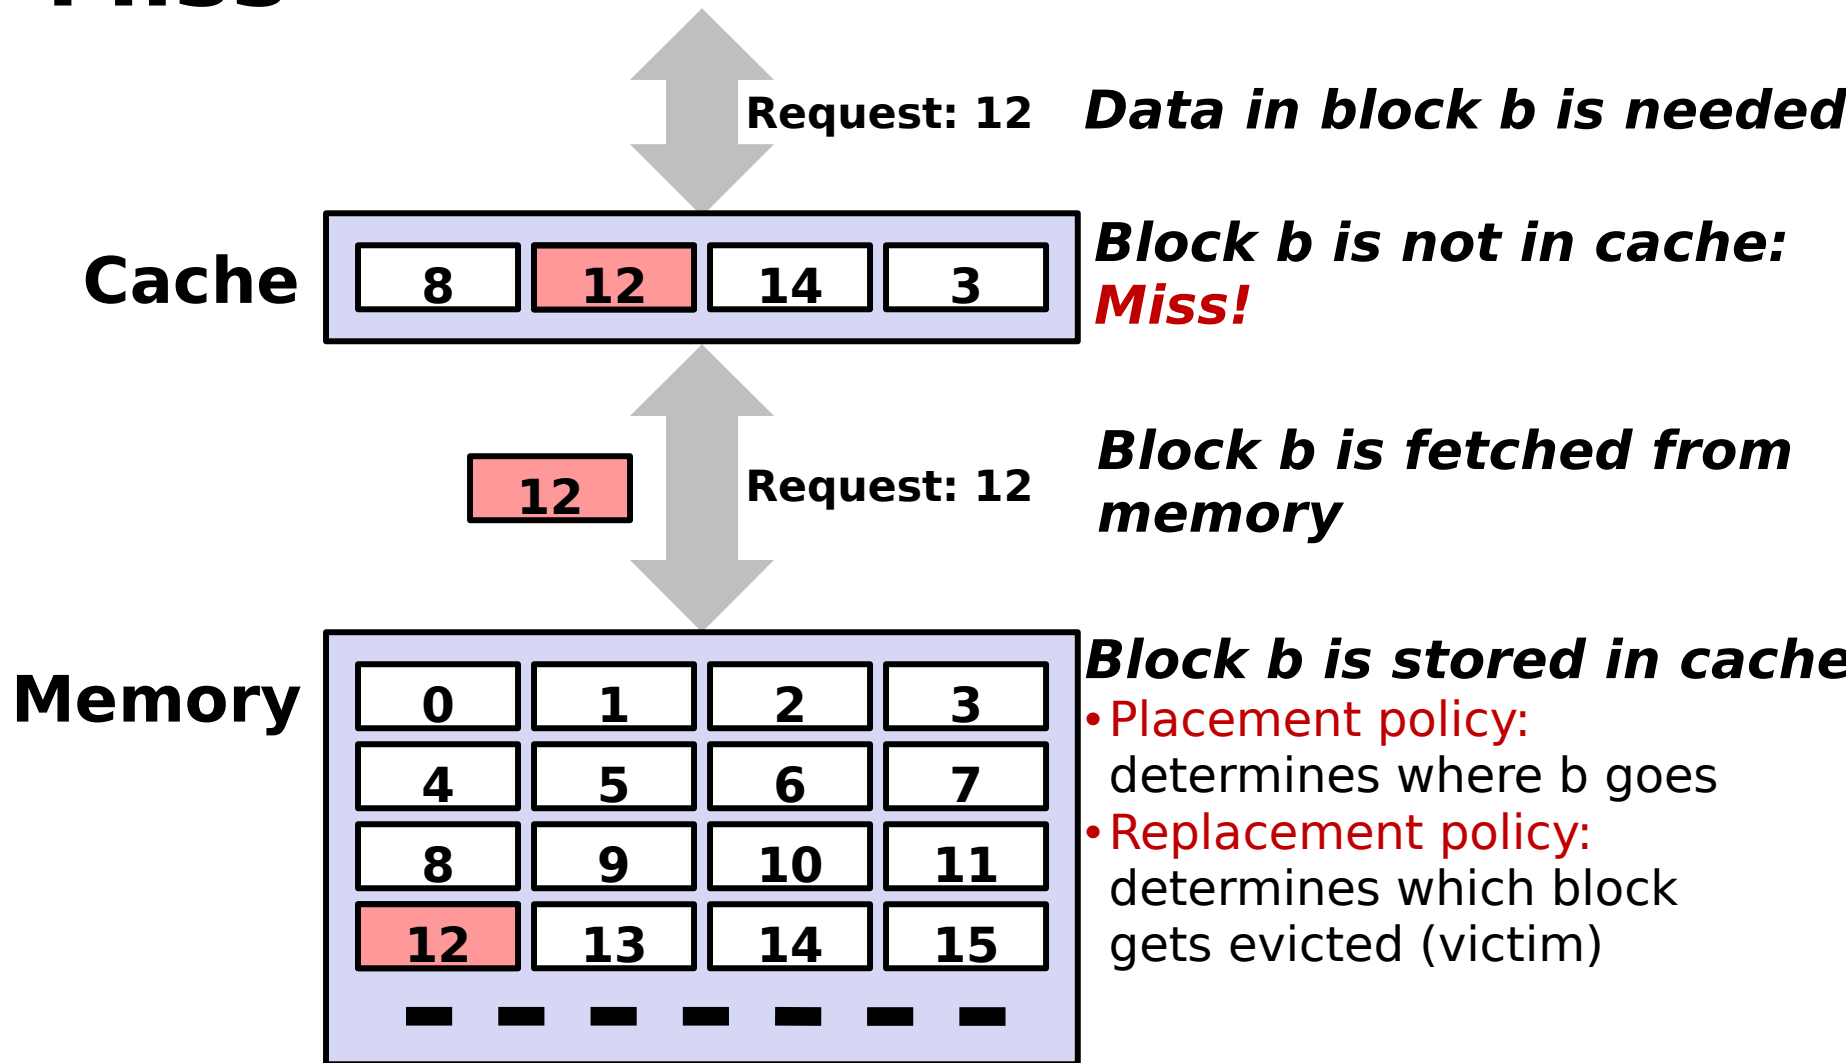 Request: 12
Data in block b is needed
Cache
8 12 14 3
Block b is not in cache:
Miss!
12
Request: 12
Block b is fetched from
memory
Memory
0 1 2 3
4 5 6 7
8 9 10 11
12 13 14 15
Block b is stored in cache
•Placement policy:
determines where b goes
•Replacement policy:
determines which block
gets evicted (victim)